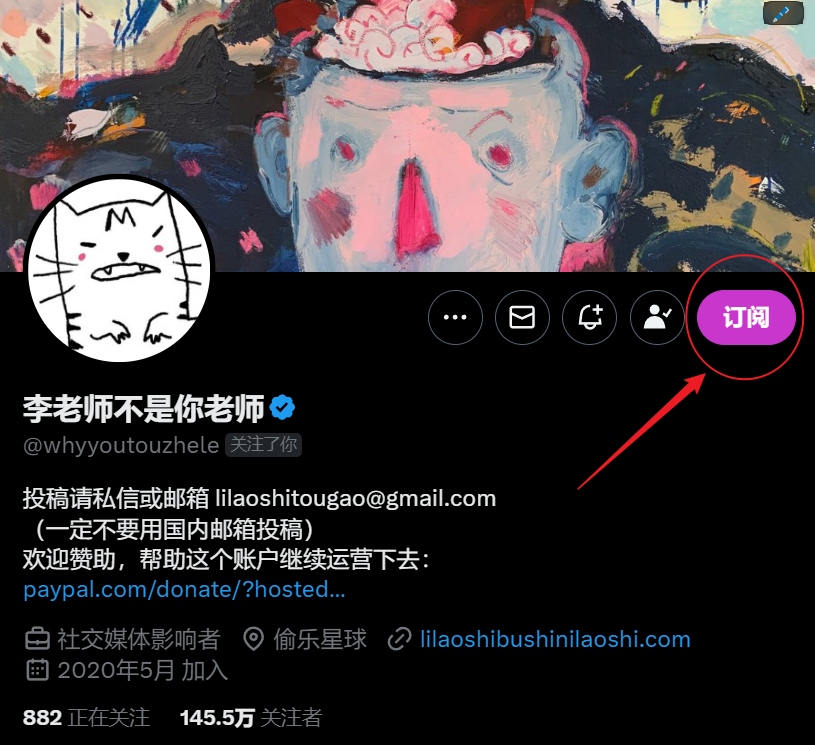 订阅
李老师不是你老师
@whyyoutouzhele 关注了你
投稿请私信或邮箱 lilaoshitougao@gmail.com
（一定不要用国内邮箱投稿）
欢迎赞助，帮助这个账户继续运营下去：
paypal.com/donate/?hosted...
社交媒体影响者 偷乐星球 lilaoshibushinilaoshi.com
2020年5月 加入
882 正在关注 145.5万 关注者